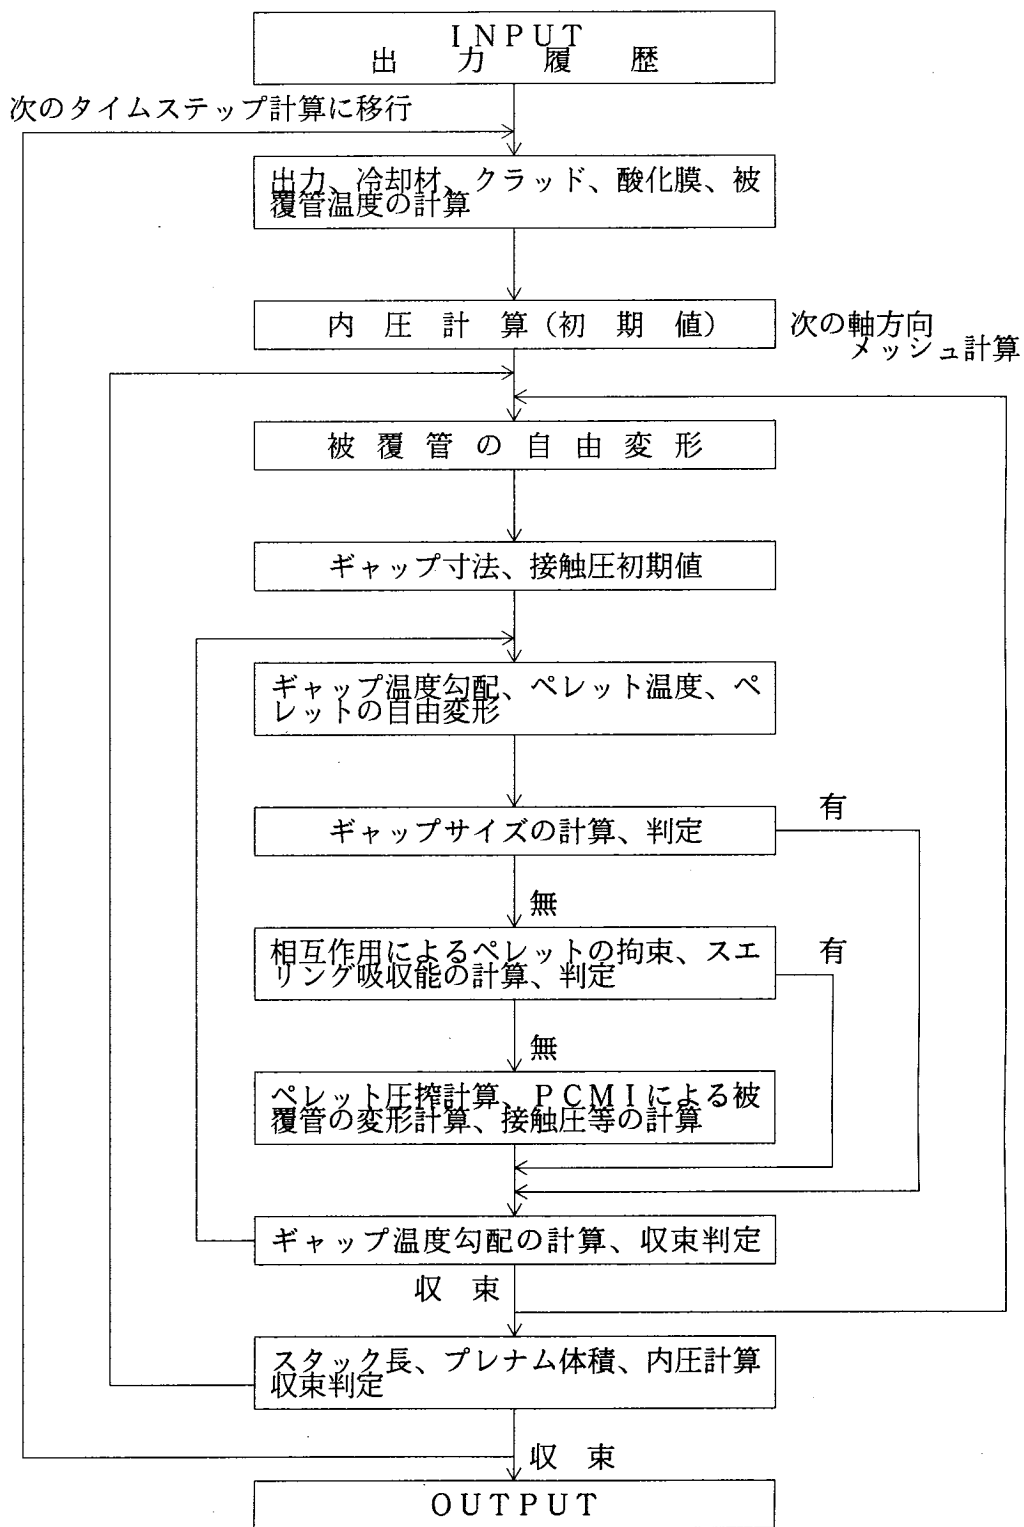 INPUT
出力履歴
次のタイムステップ計算に移行
出力、冷却材、クラッド、酸化膜、被
覆管温度の計算
内圧計算(初期値)
次の軸方向
メッシュ計算
被覆管の自由変形
ギャップ寸法、接触圧初期値
ギャップ温度勾配、ペレット温度、ペ
レットの自由変形
ギャップサイズの計算、判定
有
無
相互作用によるペレットの拘束、スエ
リング吸収能の計算、判定
有
無
ペレット圧搾計算、PCMIによる被
覆管の変形計算、接触圧等の計算
ギャップ温度勾配の計算、収束判定
収束
スタック長、プレナム体積、内圧計算
収束判定
収束
OUTPUT